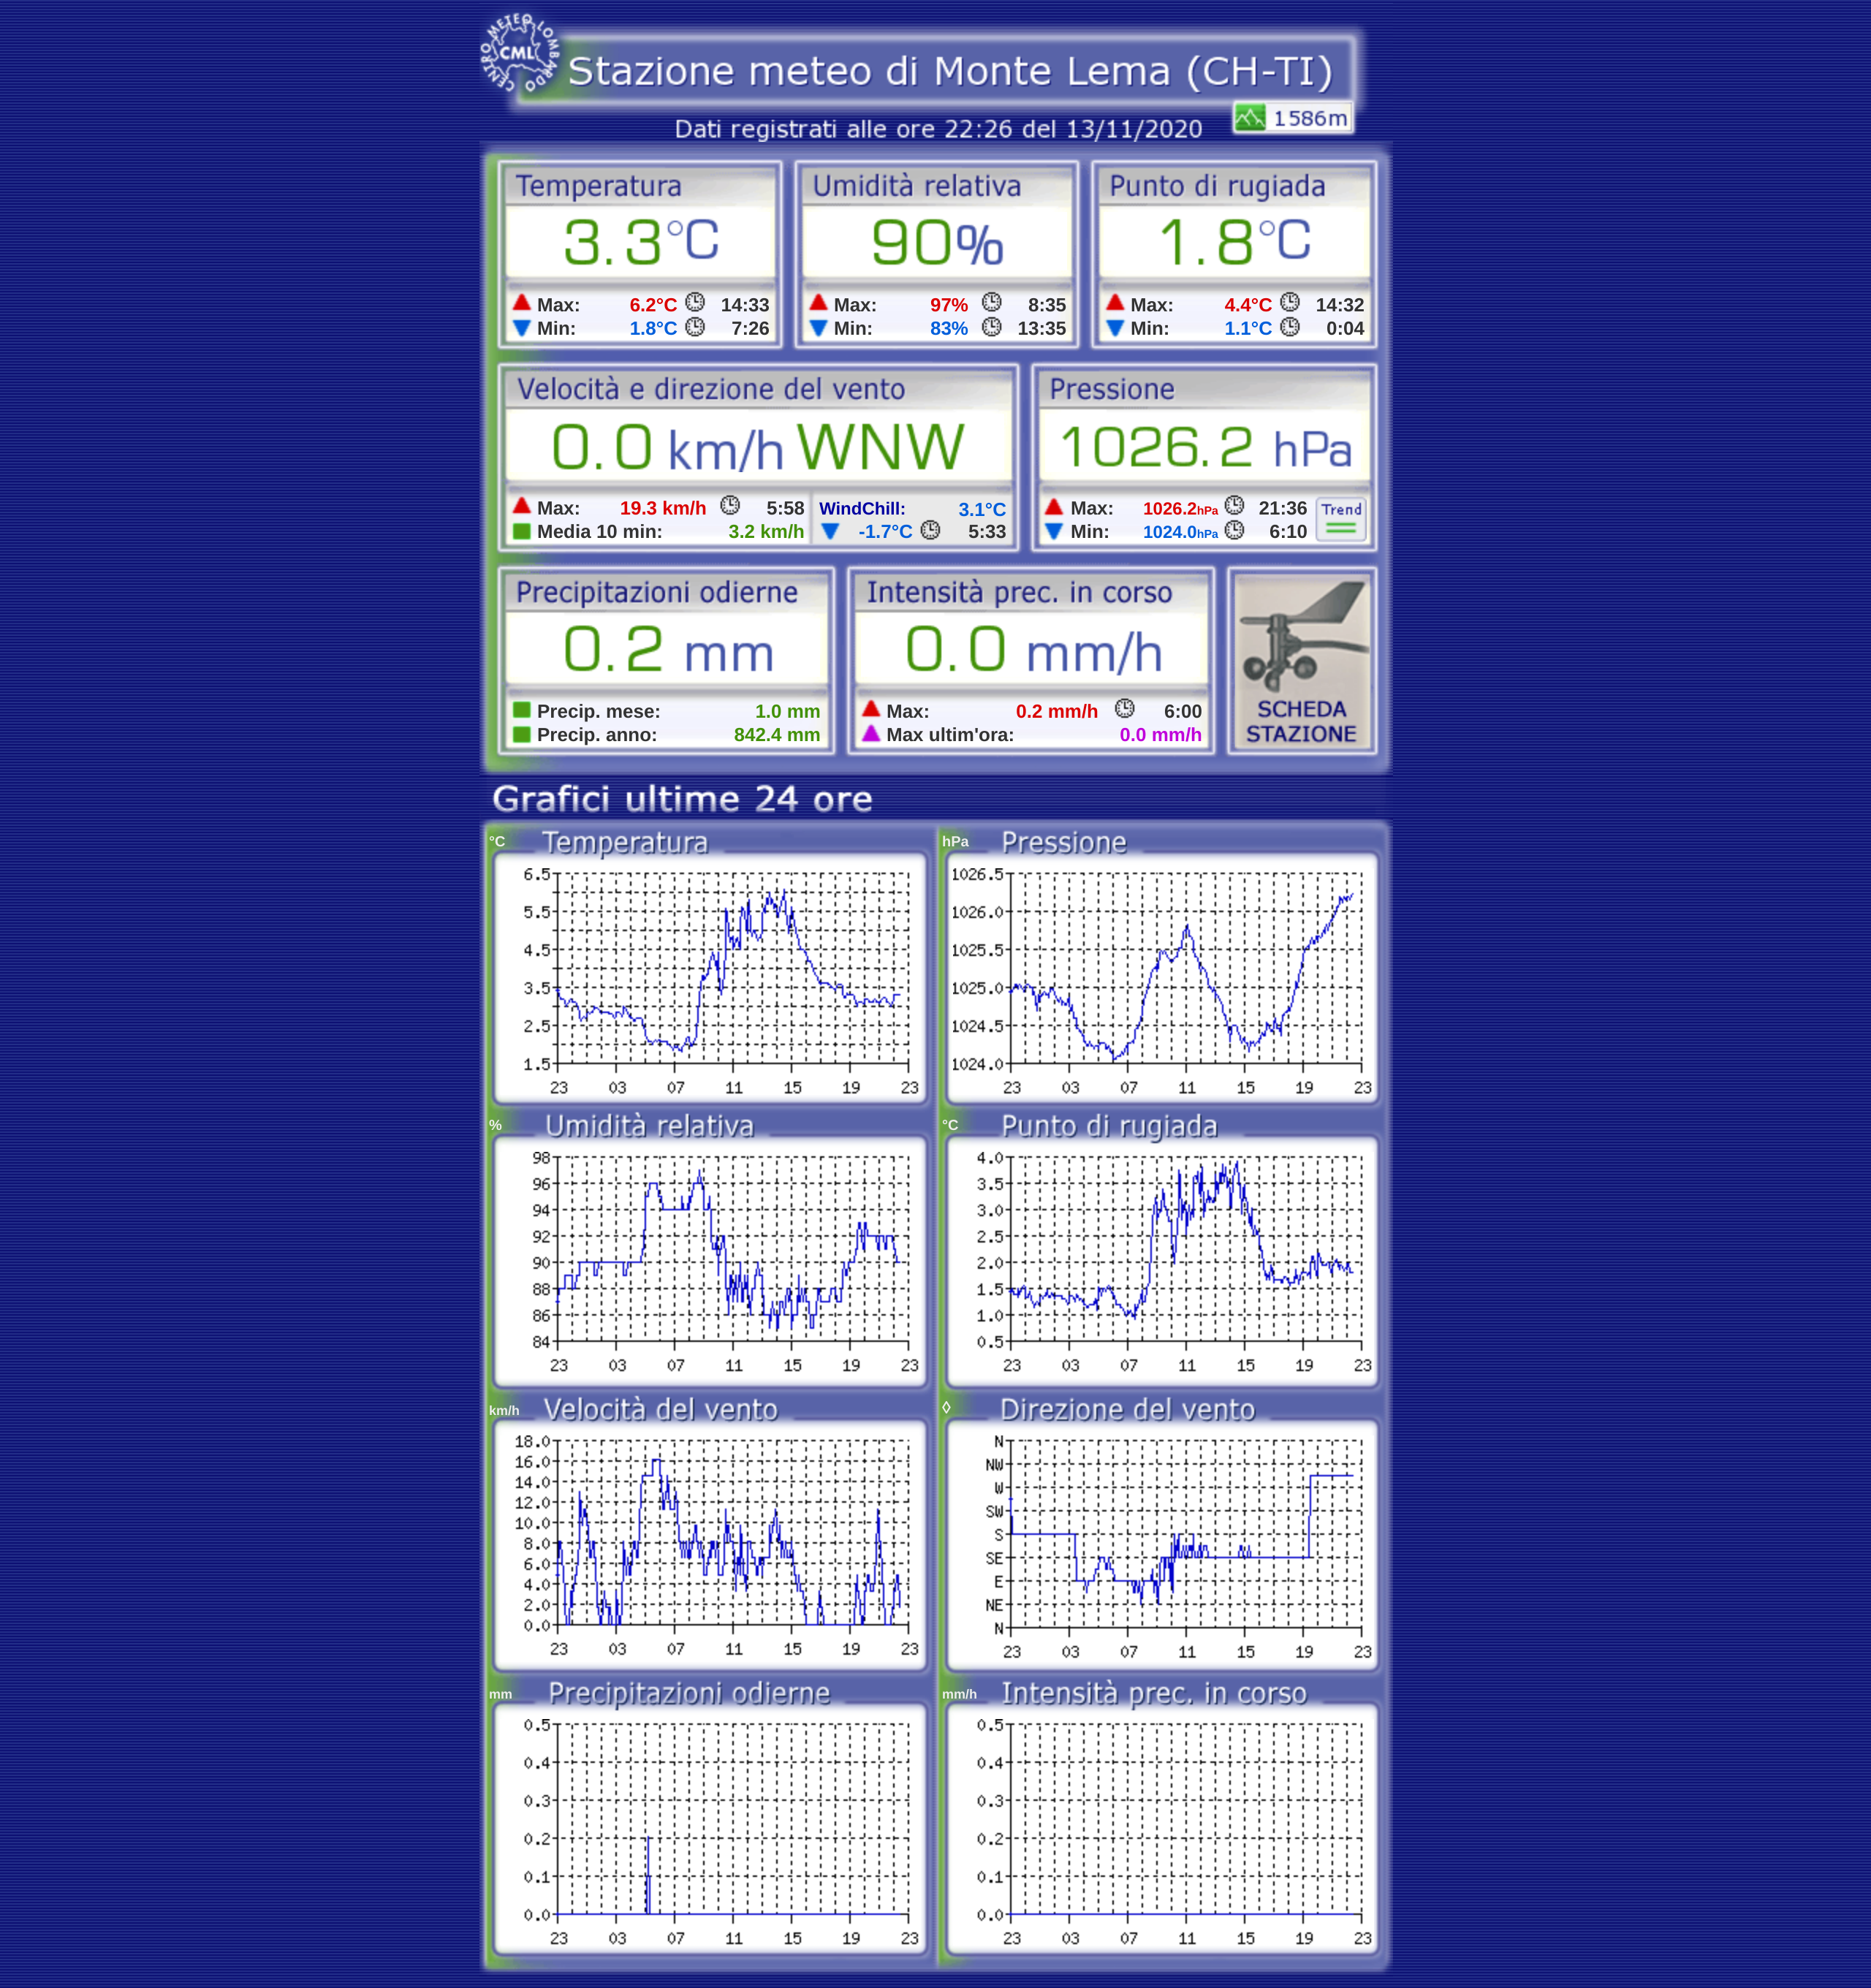 CENTRO METEO LOMBARDO
CML
Stazione meteo di Monte Lema (CH-TI)
1586m
Dati registrati alle ore 22:26 del 13/11/2020
Temperatura
3.3°C
Max: 6.2°C 14:33
Min: 1.8°C 7:26
Umidità relativa
90%
Max: 97% 8:35
Min: 83% 13:35
Punto di rugiada
1.8°C
Max: 4.4°C 14:32
Min: 1.1°C 0:04
Velocità e direzione del vento
0.0 km/h WNW
Max: 19.3 km/h 5:58
Media 10 min: 3.2 km/h
WindChill: 3.1°C
-1.7°C 5:33
Pressione
1026.2 hPa
Max: 1026.2hPa 21:36
Min: 1024.0hPa 6:10
Trend
Precipitazioni odierne
0.2 mm
Precip. mese: 1.0 mm
Precip. anno: 842.4 mm
Intensità prec. in corso
0.0 mm/h
Max: 0.2 mm/h 6:00
Max ultim'ora: 0.0 mm/h
SCHEDA
STAZIONE
Grafici ultime 24 ore
°C Temperatura
6.5
5.5
4.5
3.5
2.5
1.5
23 03 07 11 15 19 23
hPa Pressione
1026.5
1026.0
1025.5
1025.0
1024.5
1024.0
23 03 07 11 15 19 23
% Umidità relativa
98
96
94
92
90
88
86
84
23 03 07 11 15 19 23
°C Punto di rugiada
4.0
3.5
3.0
2.5
2.0
1.5
1.0
0.5
23 03 07 11 15 19 23
km/h Velocità del vento
18.0
16.0
14.0
12.0
10.0
8.0
6.0
4.0
2.0
0.0
23 03 07 11 15 19 23
◊ Direzione del vento
N
NW
W
SW
S
SE
E
NE
N
23 03 07 11 15 19 23
mm Precipitazioni odierne
0.5
0.4
0.3
0.2
0.1
0.0
23 03 07 11 15 19 23
mm/h Intensità prec. in corso
0.5
0.4
0.3
0.2
0.1
0.0
23 03 07 11 15 19 23